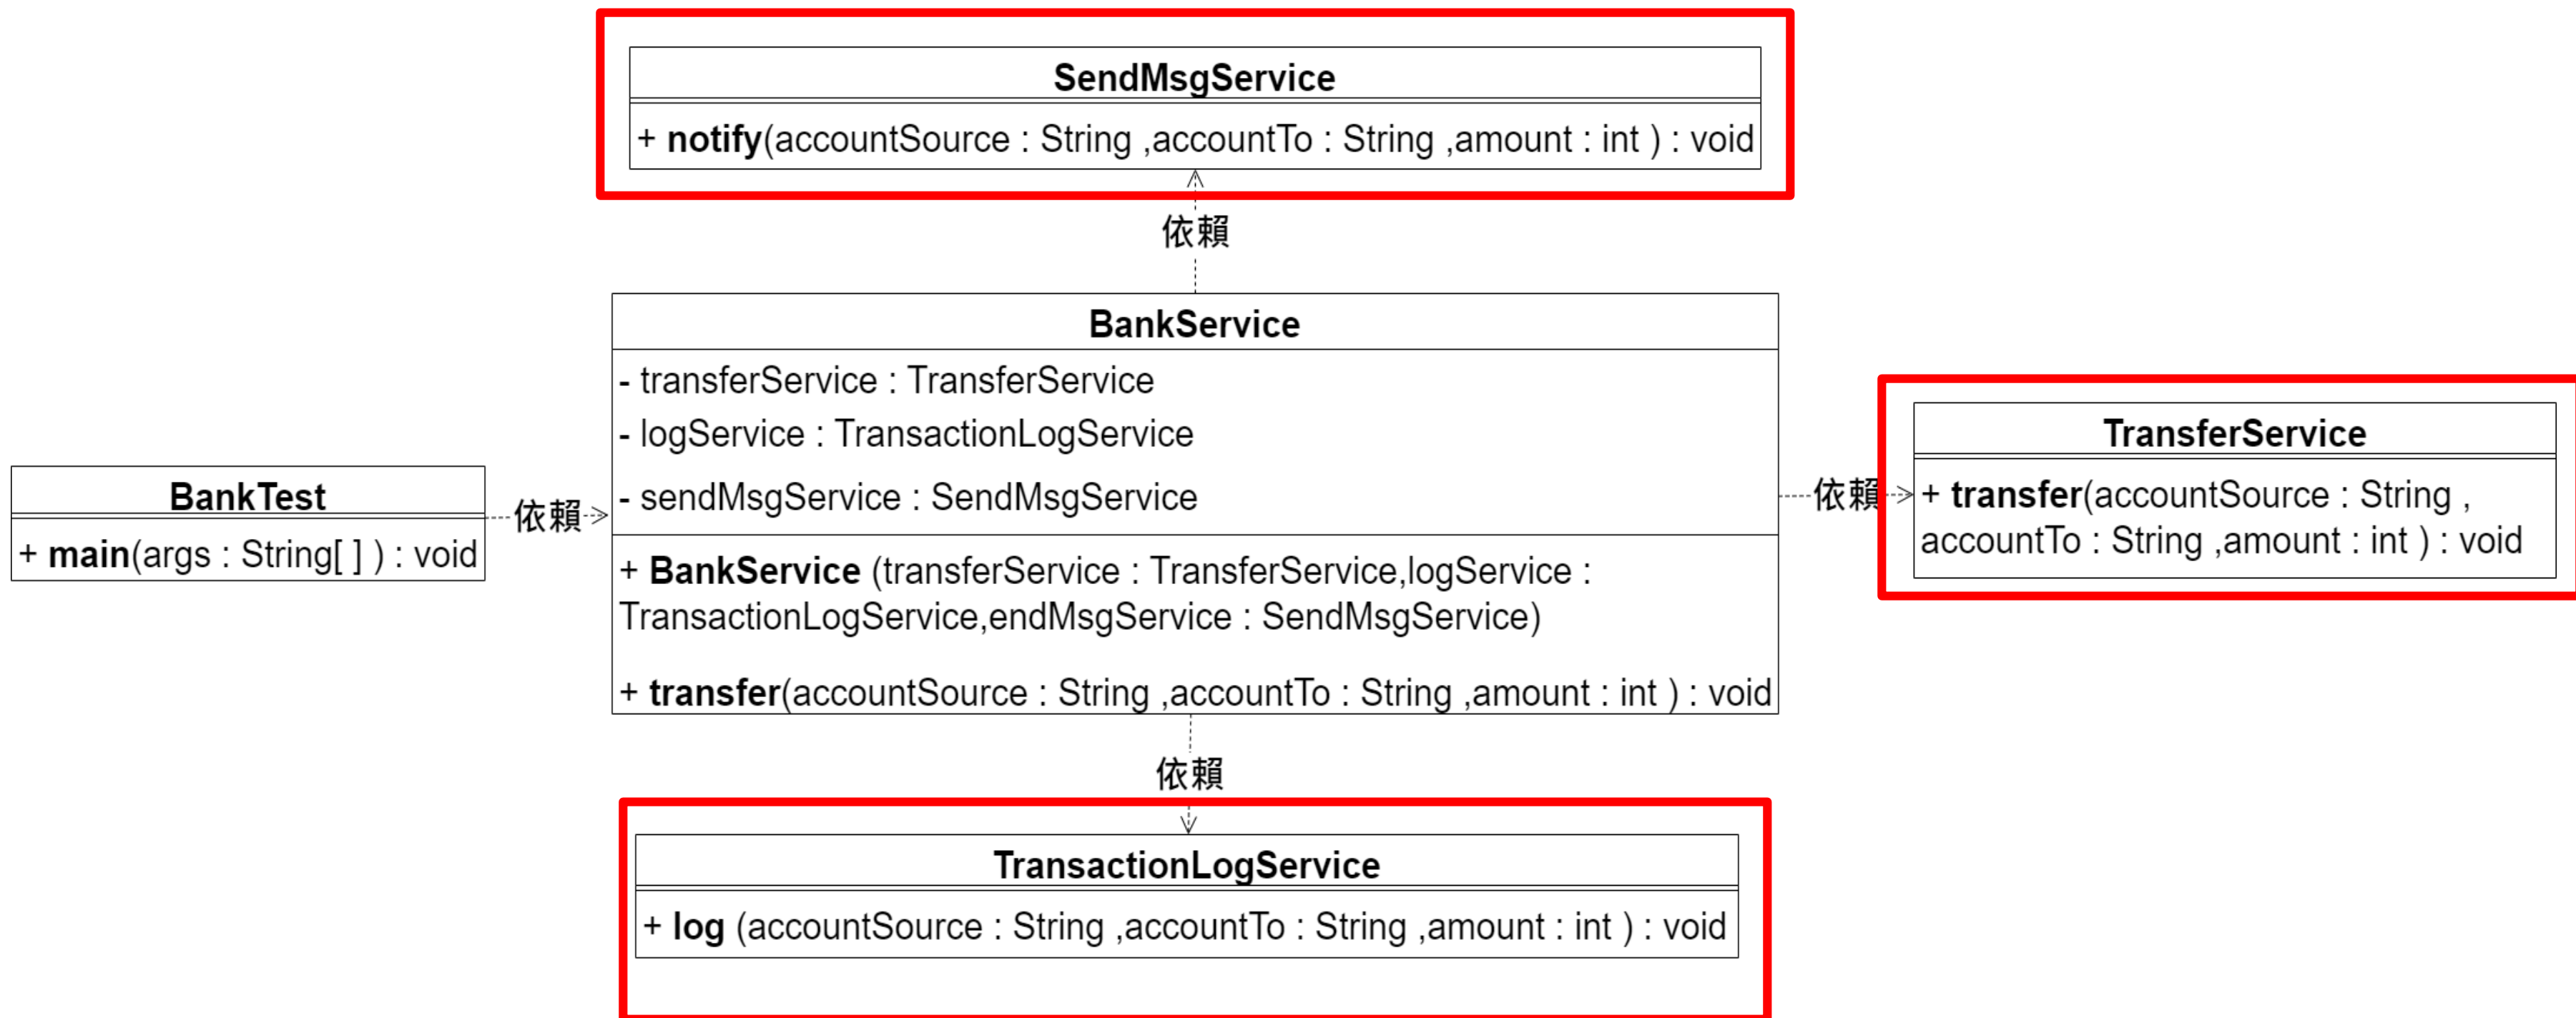 SendMsgService
+ notify(accountSource : String ,accountTo : String ,amount : int ) : void
依賴
BankService
- transferService : TransferService
- logService : TransactionLogService
- sendMsgService : SendMsgService
+ BankService (transferService : TransferService,logService :
TransactionLogService,endMsgService : SendMsgService)
+ transfer(accountSource : String ,accountTo : String ,amount : int ) : void
BankTest
+ main(args : String[ ] ) : void
依賴
依賴
TransferService
+ transfer(accountSource : String ,
accountTo : String ,amount : int ) : void
依賴
TransactionLogService
+ log (accountSource : String ,accountTo : String ,amount : int ) : void